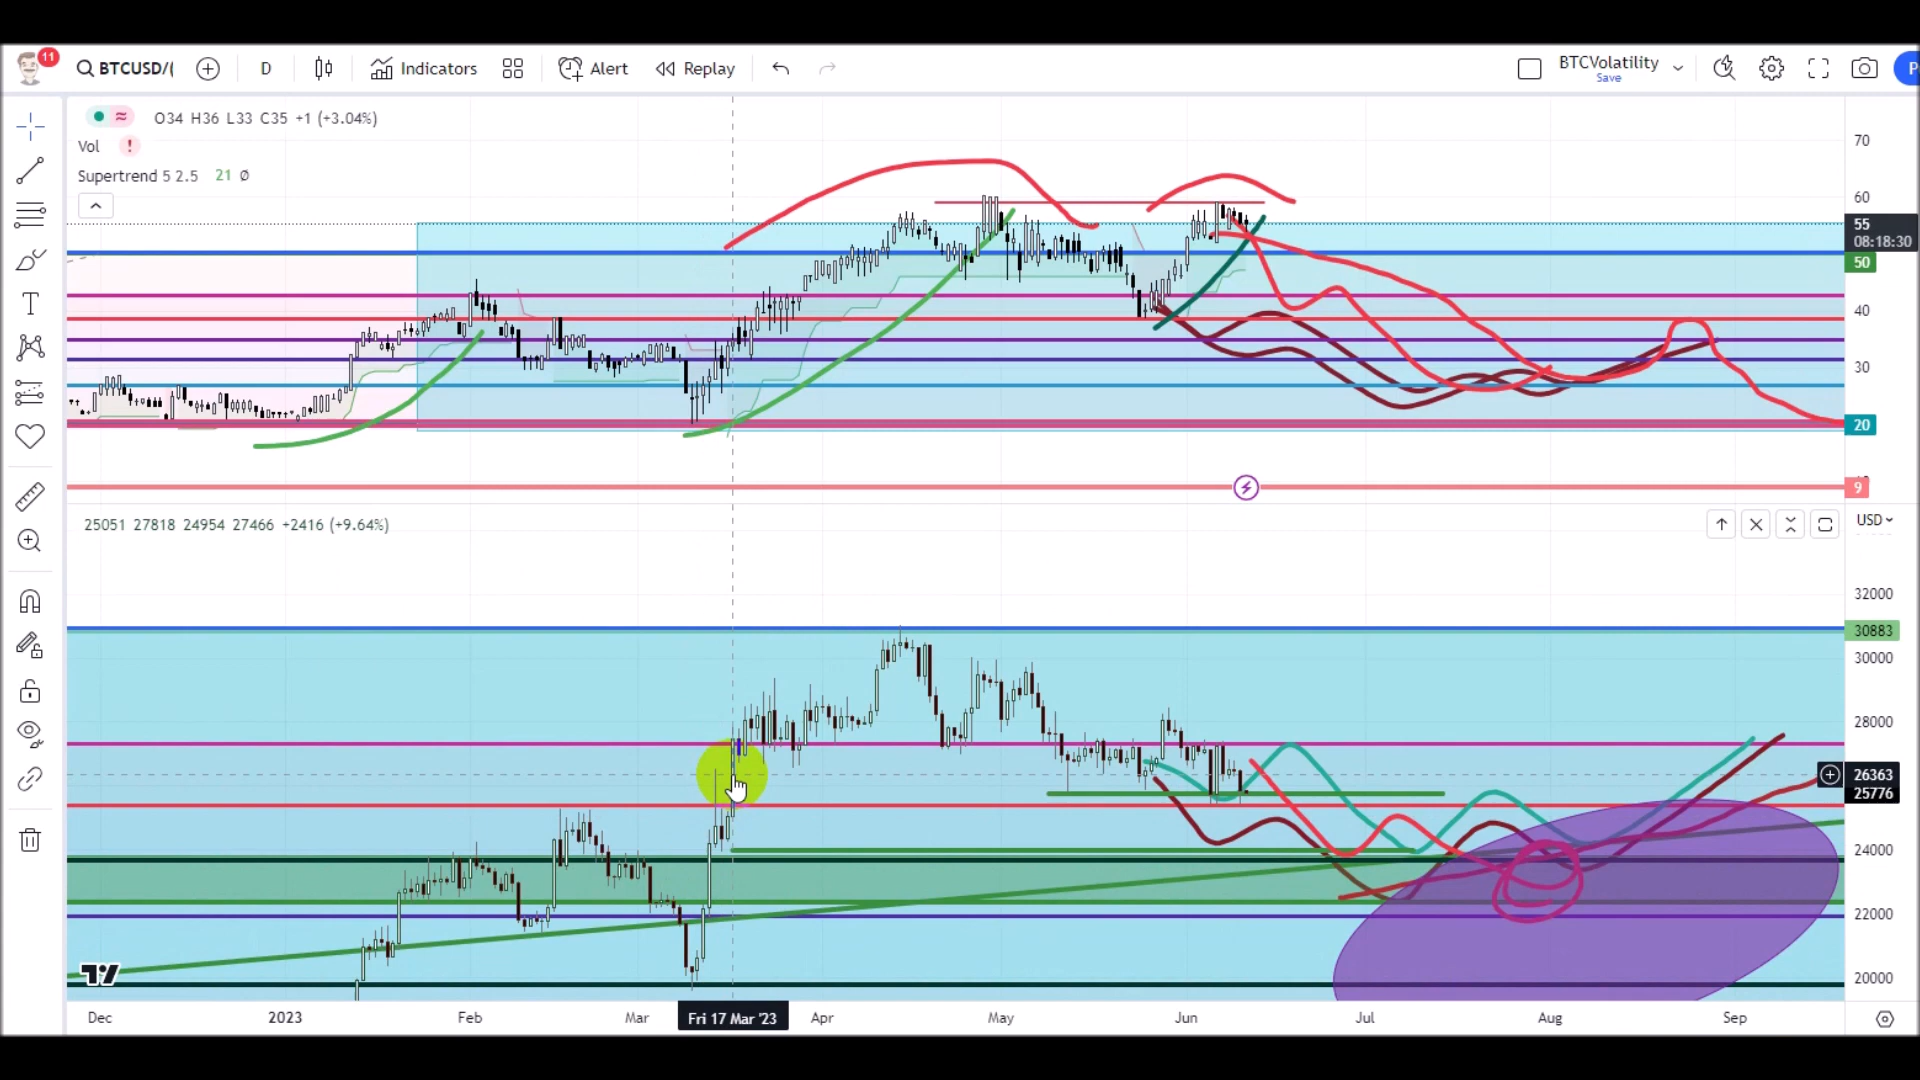 11
BTCUSD/(
D
Indicators
Alert
Replay
BTCVolatility
Save
P
O34 H36 L33 C35 +1 (+3.04%)
Vol !
Supertrend 5 2.5 21 Ø
70
60
55
08:18:30
50
40
30
20
9
25051 27818 24954 27466 +2416 (+9.64%)
USD
32000
30883
30000
28000
26363
25776
24000
22000
20000
Dec 2023 Feb Mar Fri 17 Mar '23 Apr May Jun Jul Aug Sep